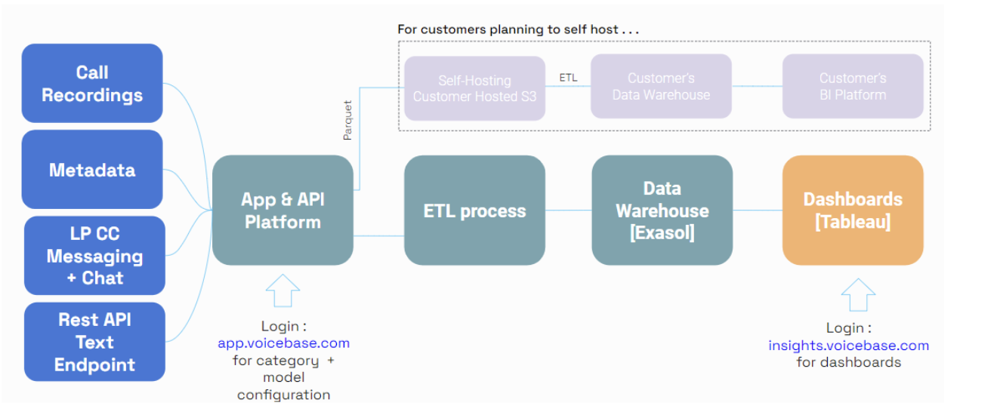 For customers planning to self host . . .
Call
Recordings
Metadata
LP CC
Messaging
+ Chat
Rest API
Text
Endpoint
App & API
Platform
Parquet
Self-Hosting
Customer Hosted S3
ETL
Customer's
Data Warehouse
Customer's
BI Platform
ETL process
Data
Warehouse
[Exasol]
Dashboards
[Tableau]
Login :
app.voicebase.com
for category +
model
configuration
Login :
insights.voicebase.com
for dashboards